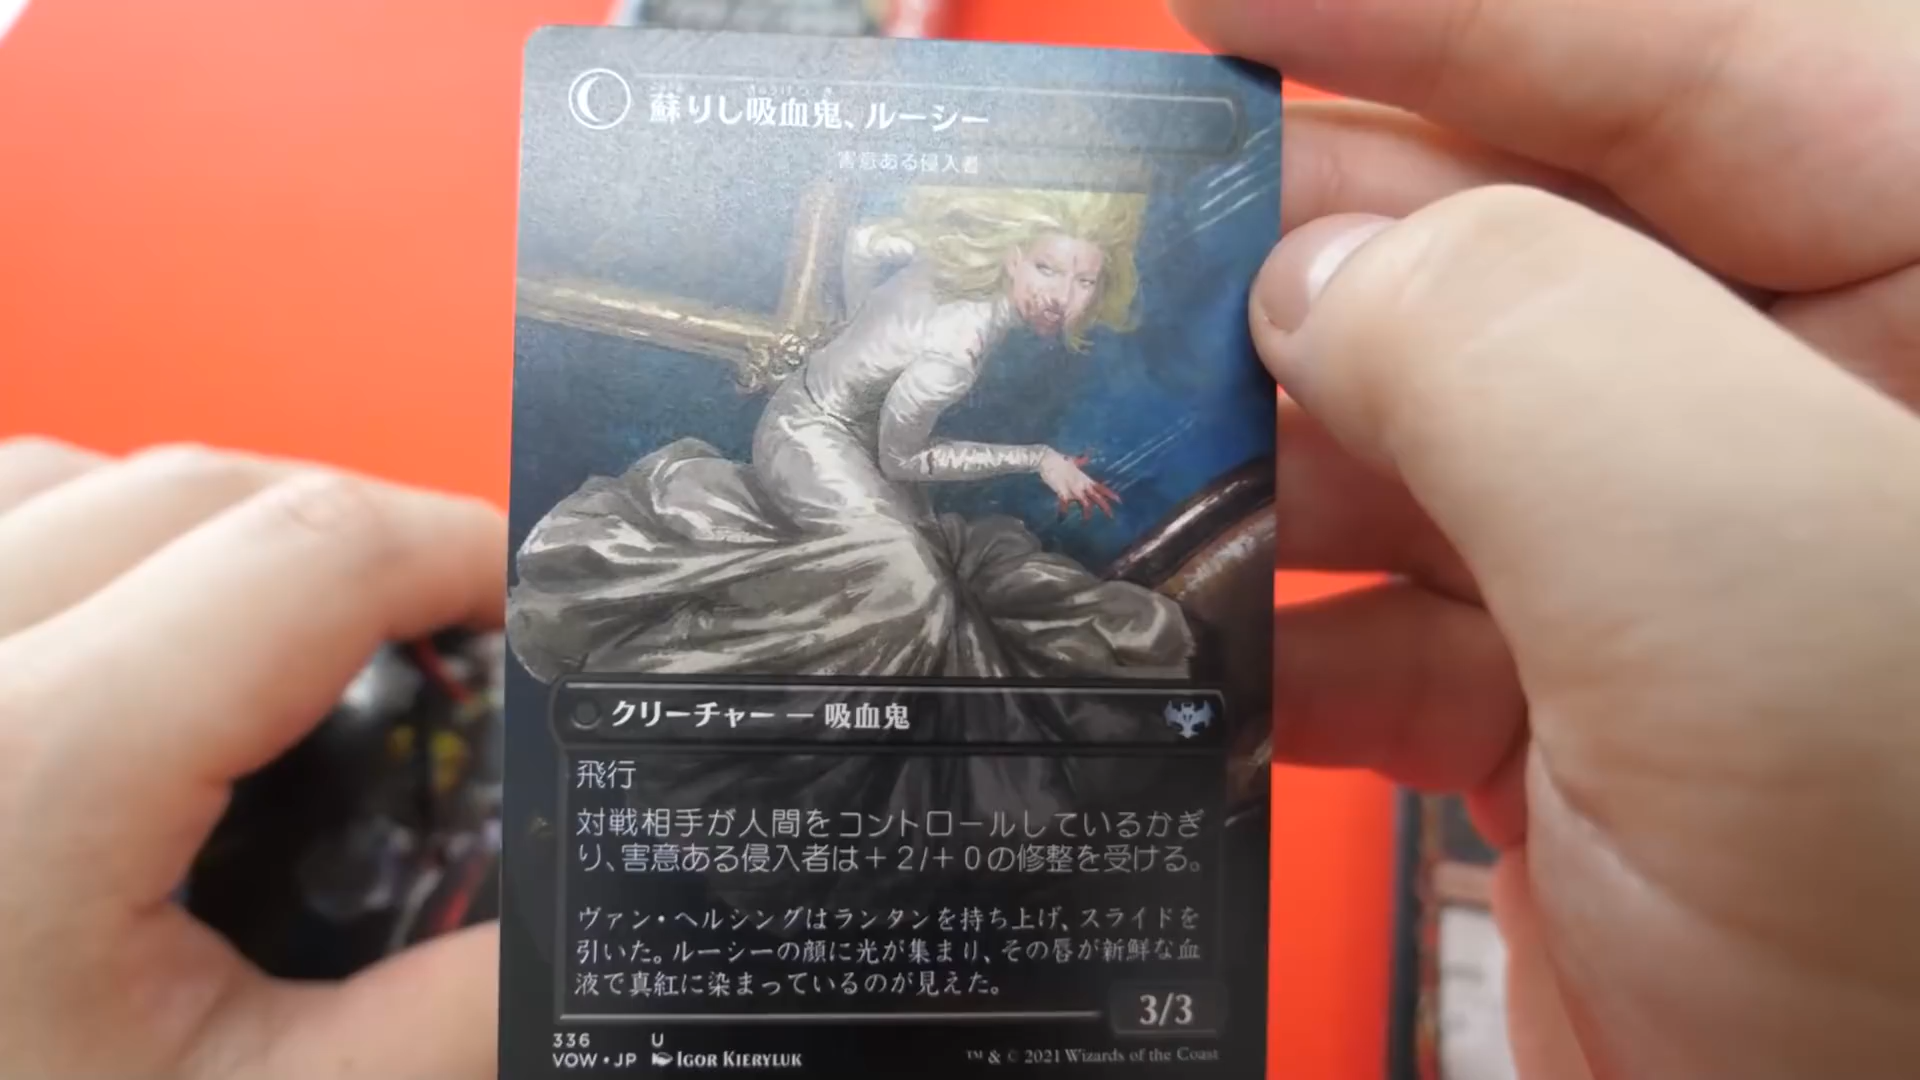 蘇りし吸血鬼、ルーシー
害意ある侵入者
クリーチャー — 吸血鬼
飛行
対戦相手が人間をコントロールしているかぎ
り、害意ある侵入者は＋２/＋０の修整を受ける。
ヴァン・ヘルシングはランタンを持ち上げ、スライドを
引いた。ルーシーの顔に光が集まり、その唇が新鮮な血
液で真紅に染まっているのが見えた。
3/3
336 U
VOW • JP IGOR KIERYLUK
™ & © 2021 Wizards of the Coast